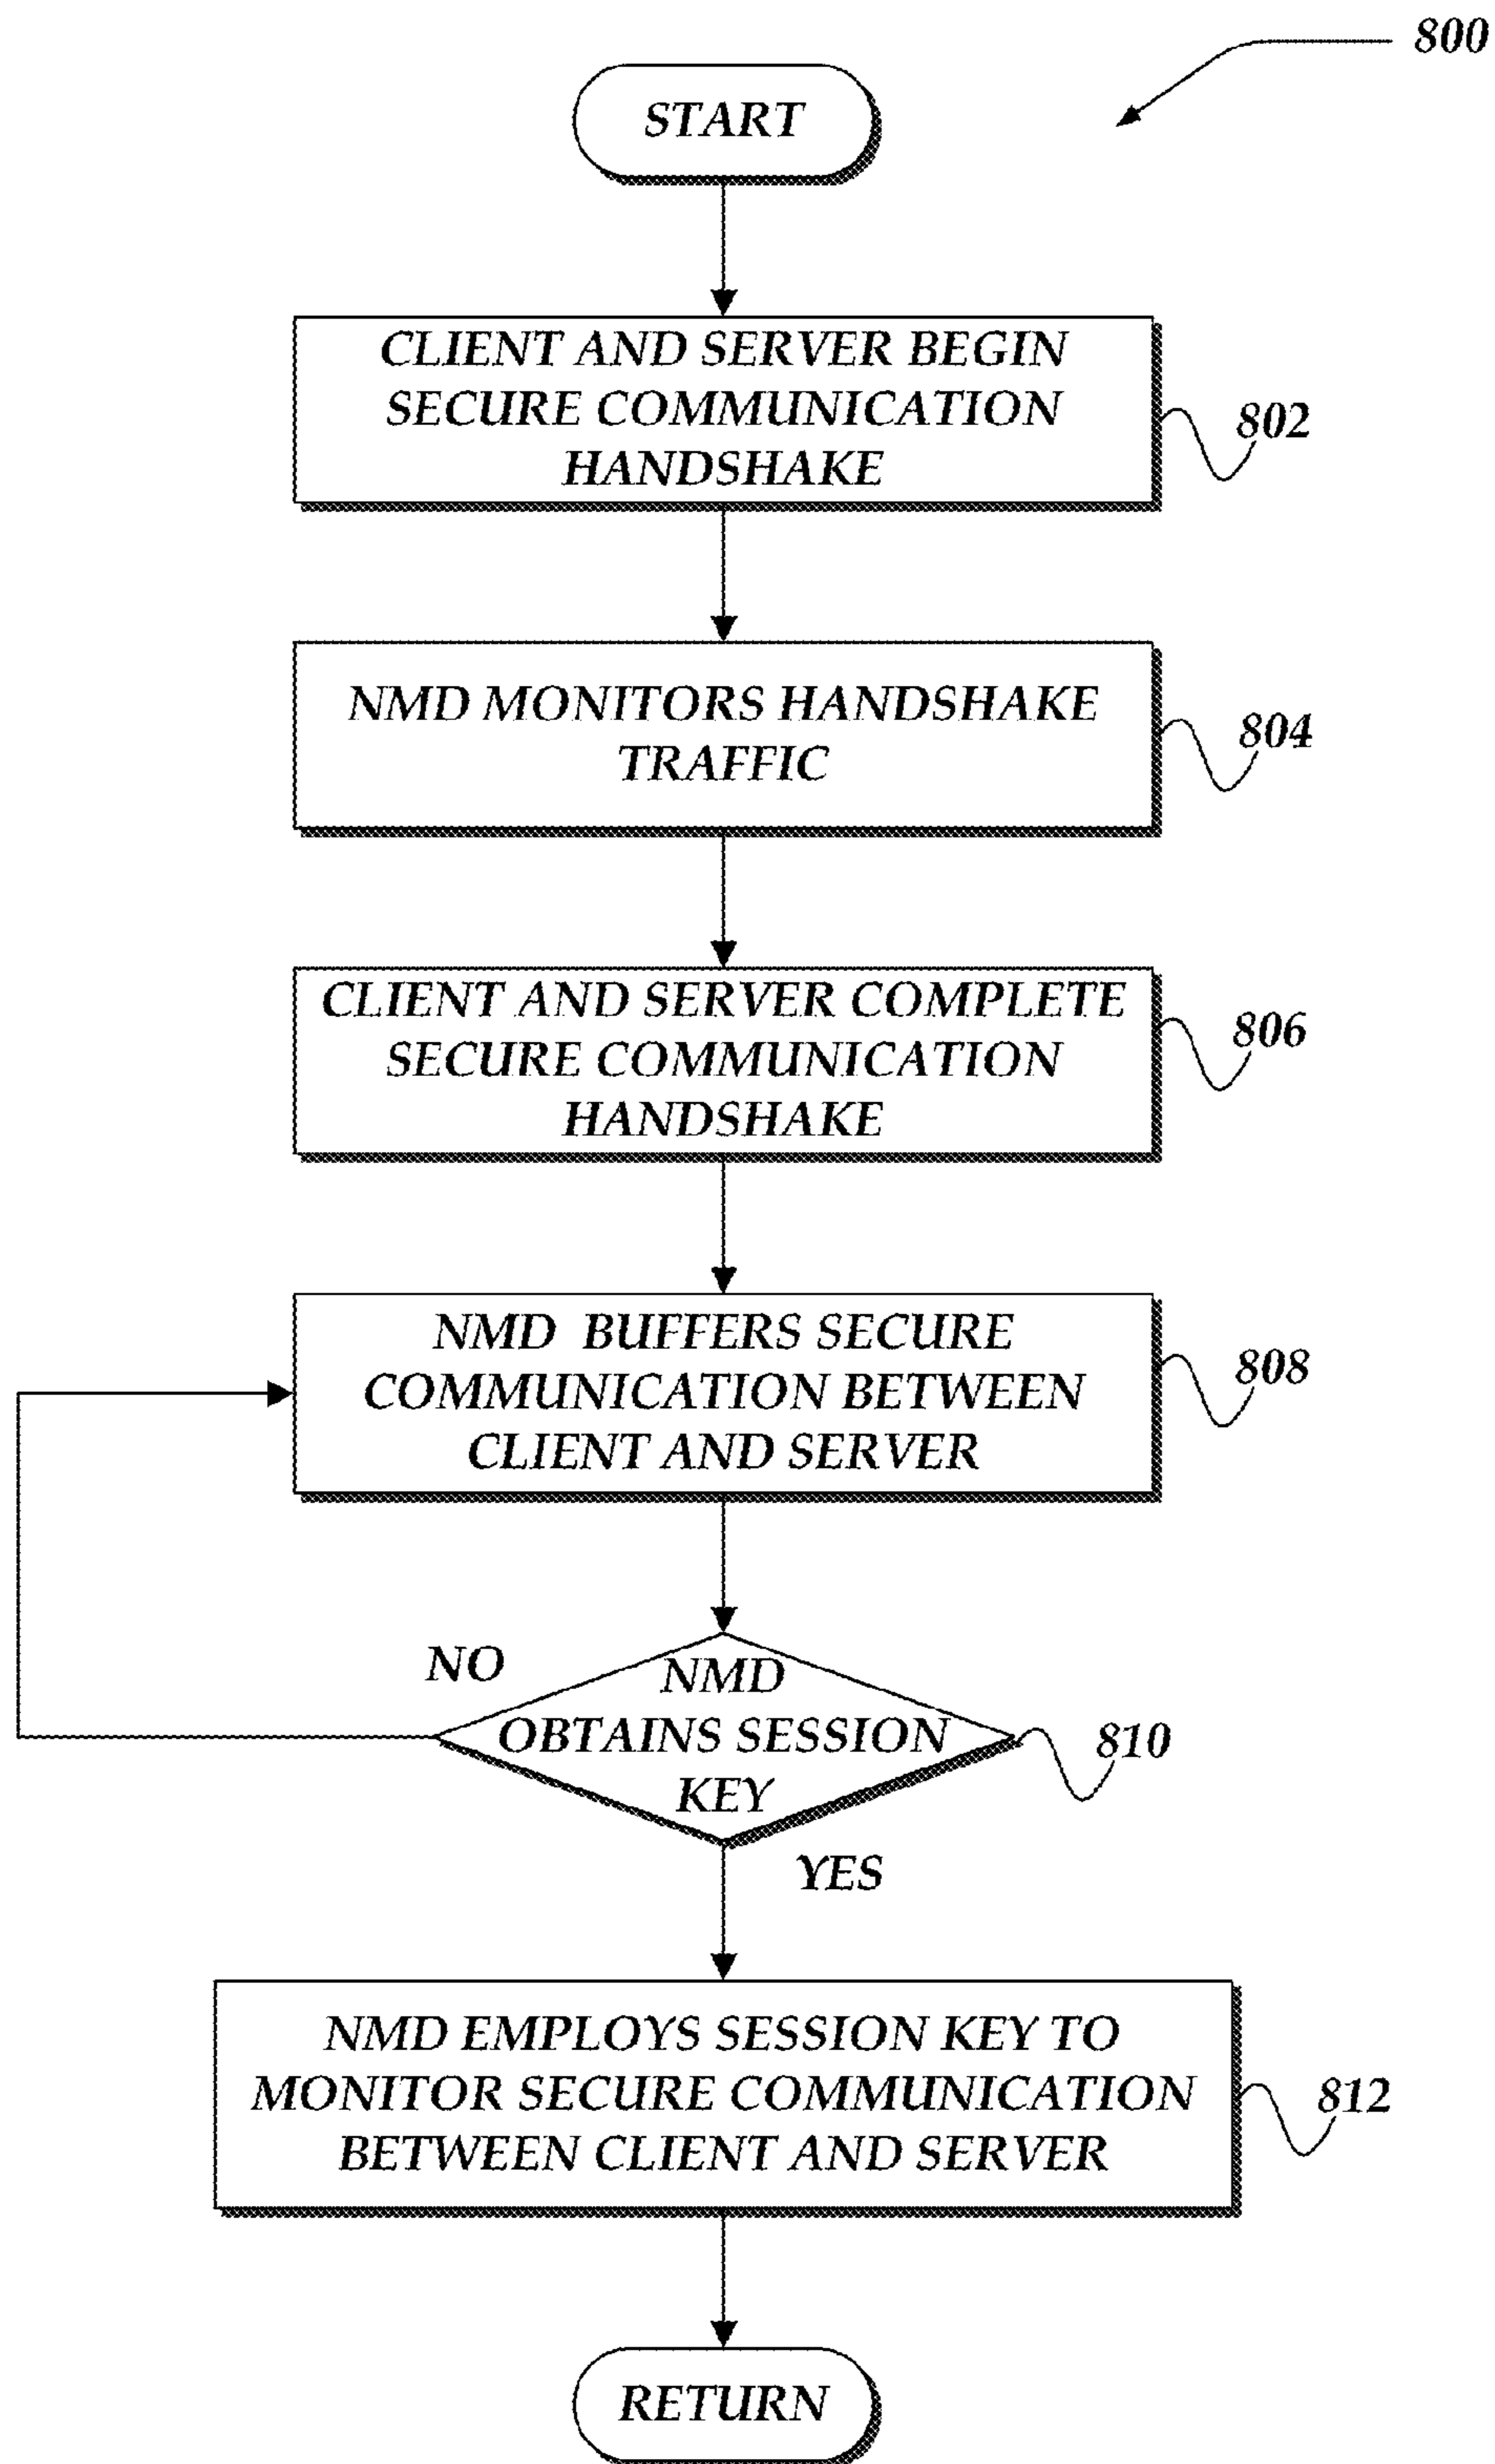 800
START
CLIENT AND SERVER BEGIN
SECURE COMMUNICATION
HANDSHAKE
802
NMD MONITORS HANDSHAKE
TRAFFIC
804
CLIENT AND SERVER COMPLETE
SECURE COMMUNICATION
HANDSHAKE
806
NMD BUFFERS SECURE
COMMUNICATION BETWEEN
CLIENT AND SERVER
808
NO
NMD
OBTAINS SESSION
KEY
810
YES
NMD EMPLOYS SESSION KEY TO
MONITOR SECURE COMMUNICATION
BETWEEN CLIENT AND SERVER
812
RETURN